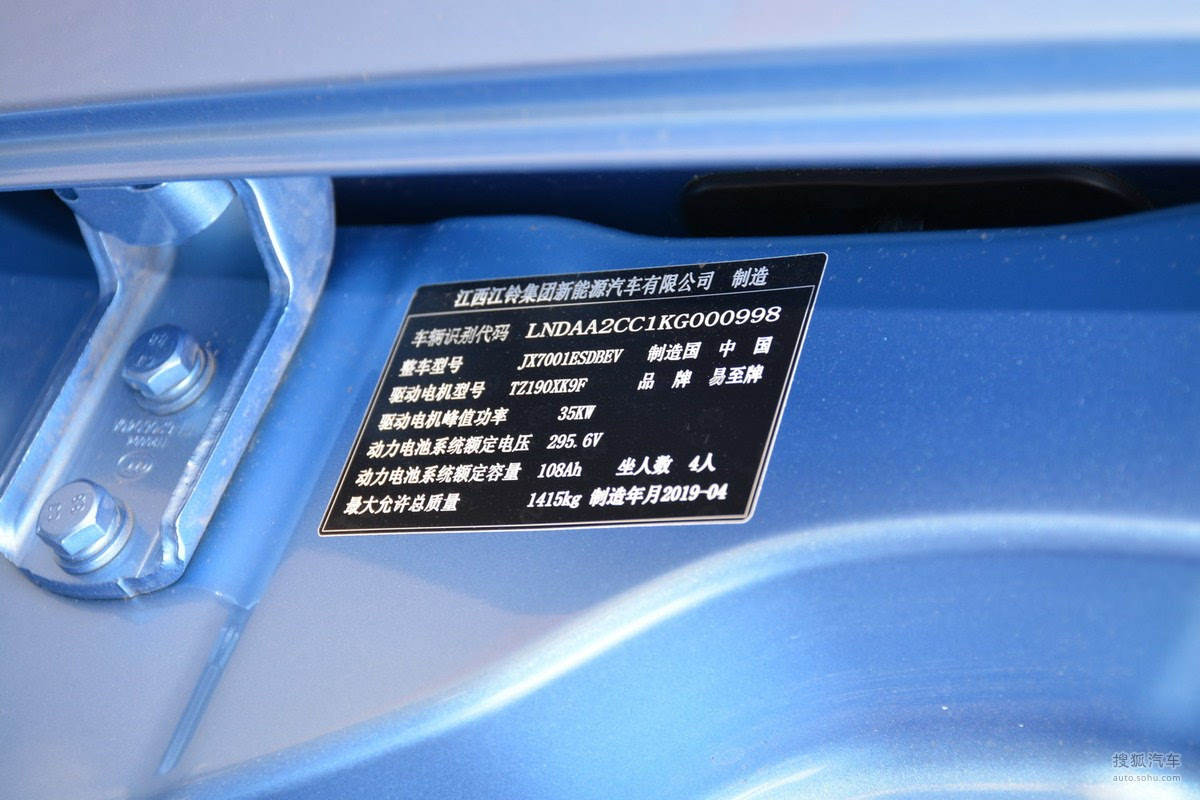 江西江铃集团新能源汽车有限公司 制造
车辆识别代码 LNDAA2CC1KG000998
整车型号 JX7001ESDBEV 制造国 中国
驱动电机型号 TZ190XK9F 品牌 易至牌
驱动电机峰值功率 35KW
动力电池系统额定电压 295.6V
动力电池系统额定容量 108Ah 坐人数 4人
最大允许总质量 1415kg 制造年月2019-04
搜狐汽车
auto.sohu.com